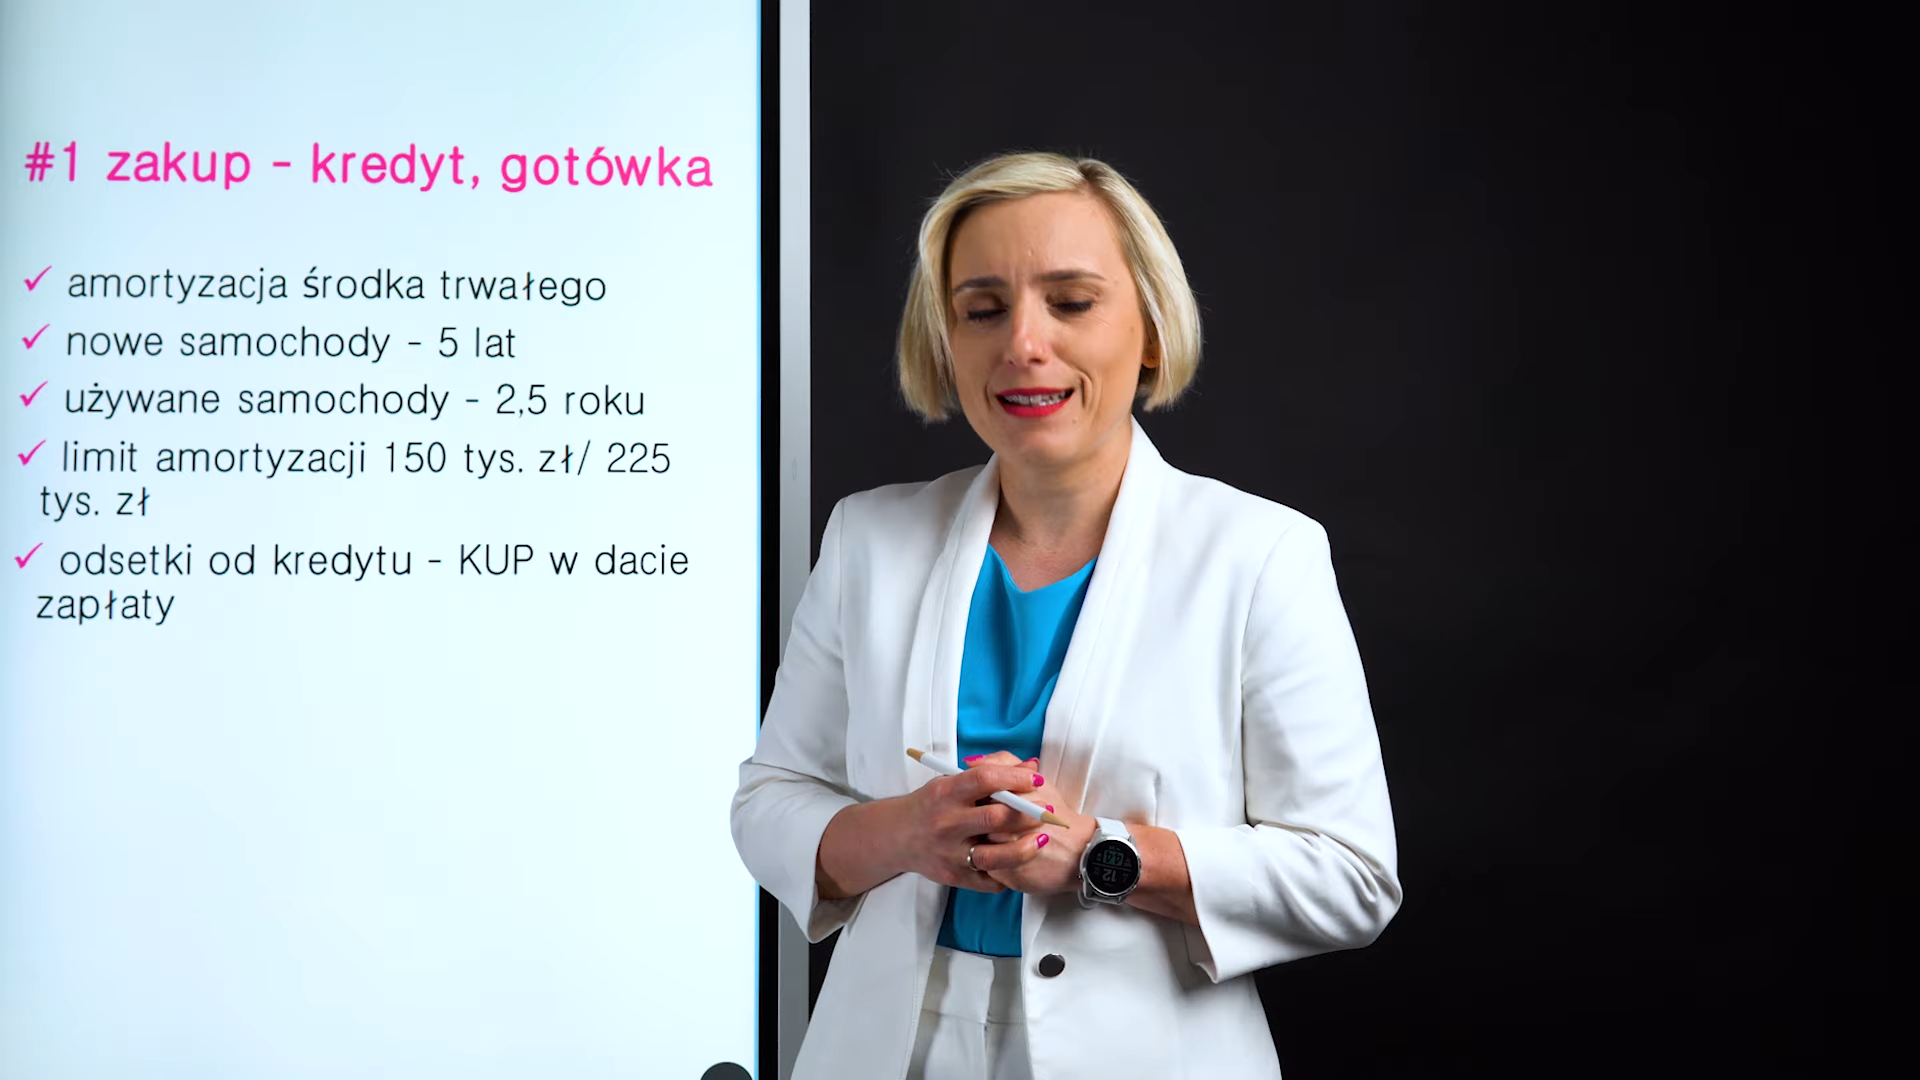 #1 zakup - kredyt, gotówka
✓ amortyzacja środka trwałego
✓ nowe samochody - 5 lat
✓ używane samochody - 2,5 roku
✓ limit amortyzacji 150 tys. zł/ 225
tys. zł
✓ odsetki od kredytu - KUP w dacie
zapłaty